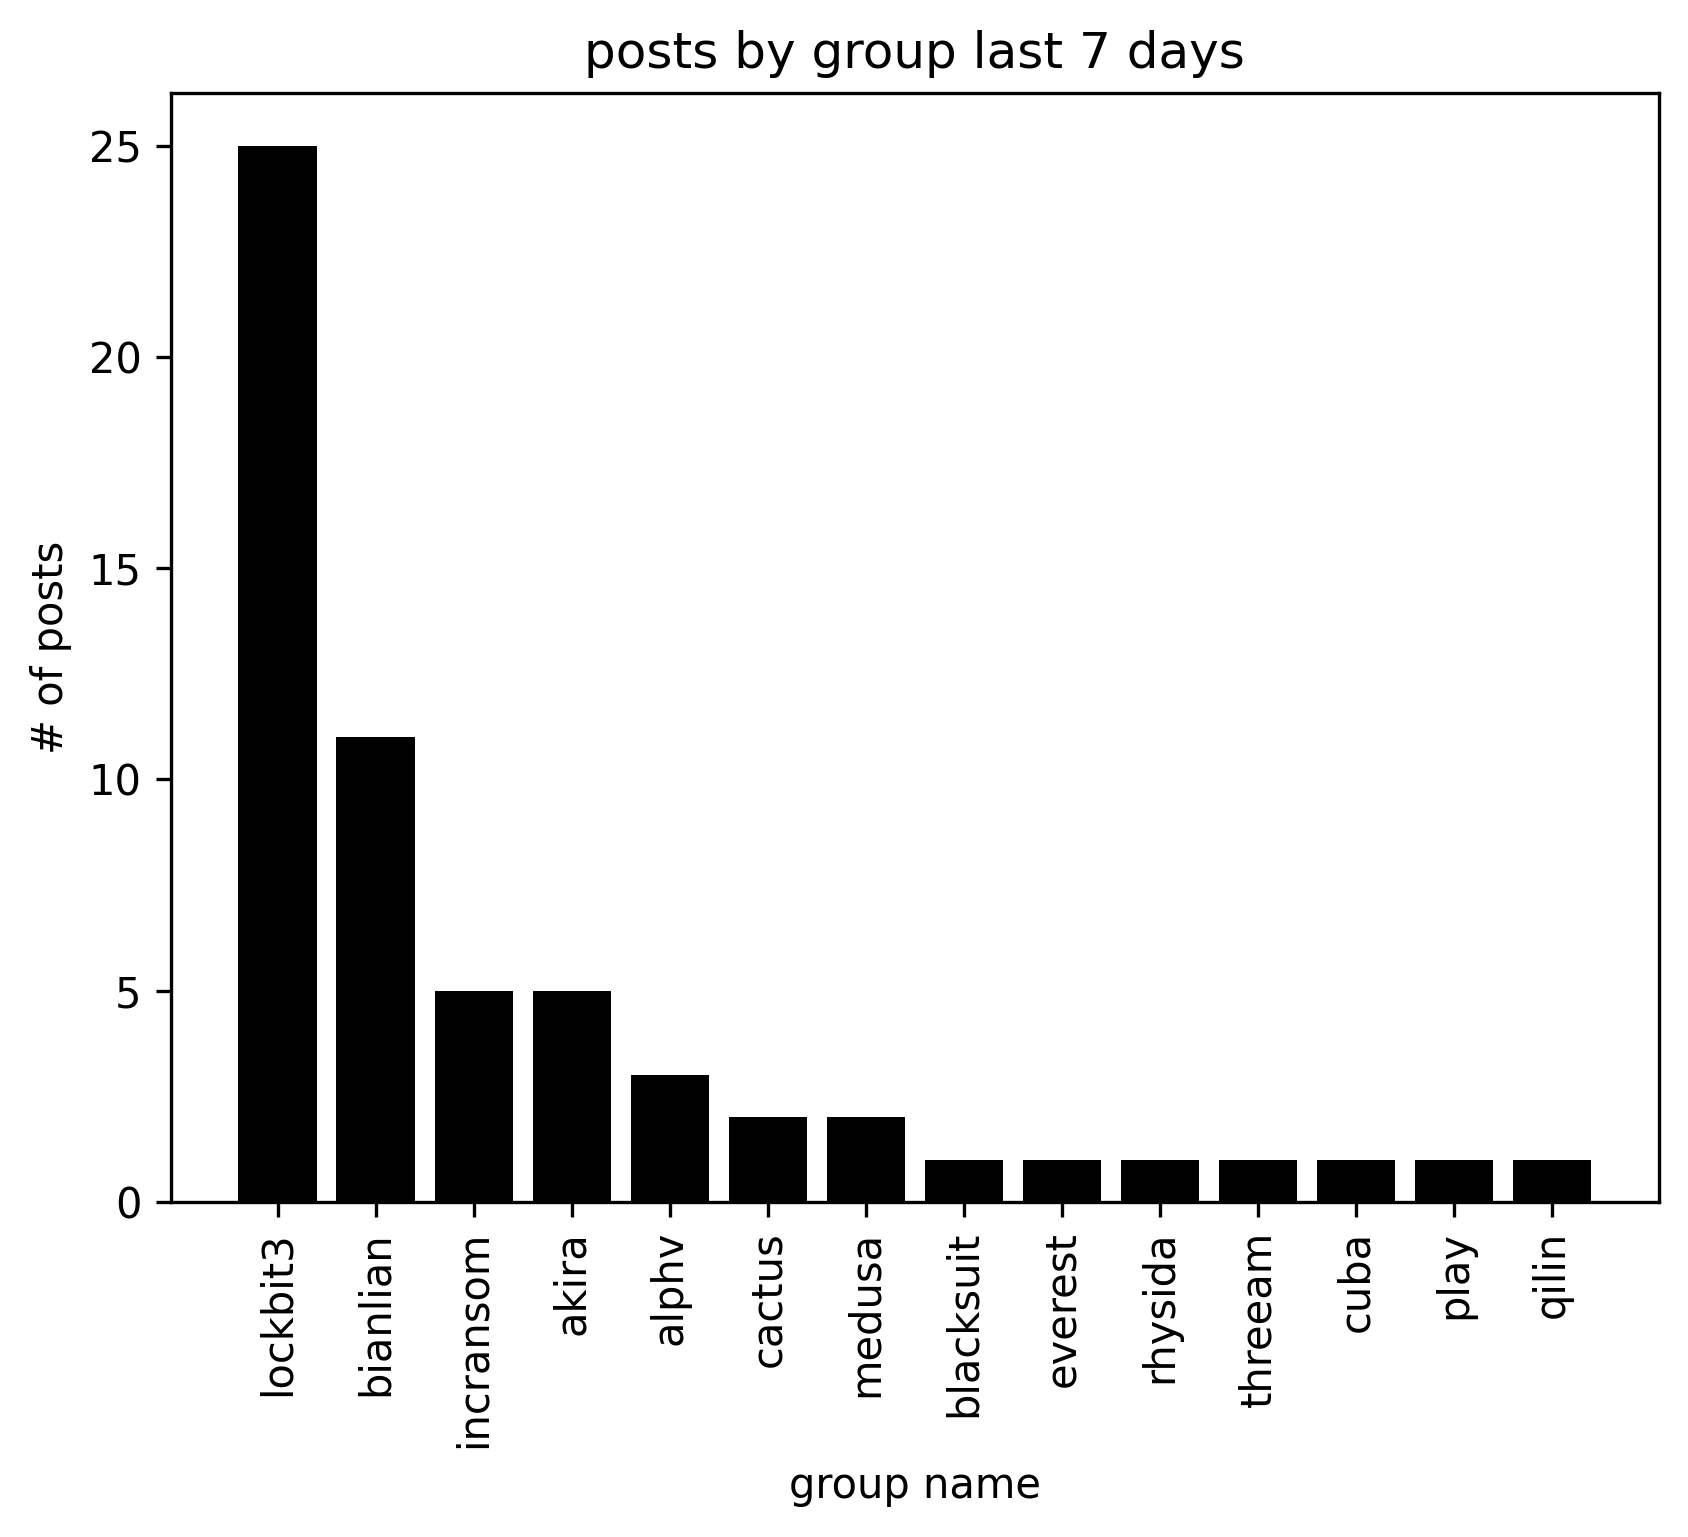 posts by group last 7 days
# of posts
25
20
15
10
5
0
lockbit3
bianlian
incransom
akira
alphv
cactus
medusa
blacksuit
everest
rhysida
threeam
cuba
play
qilin
group name